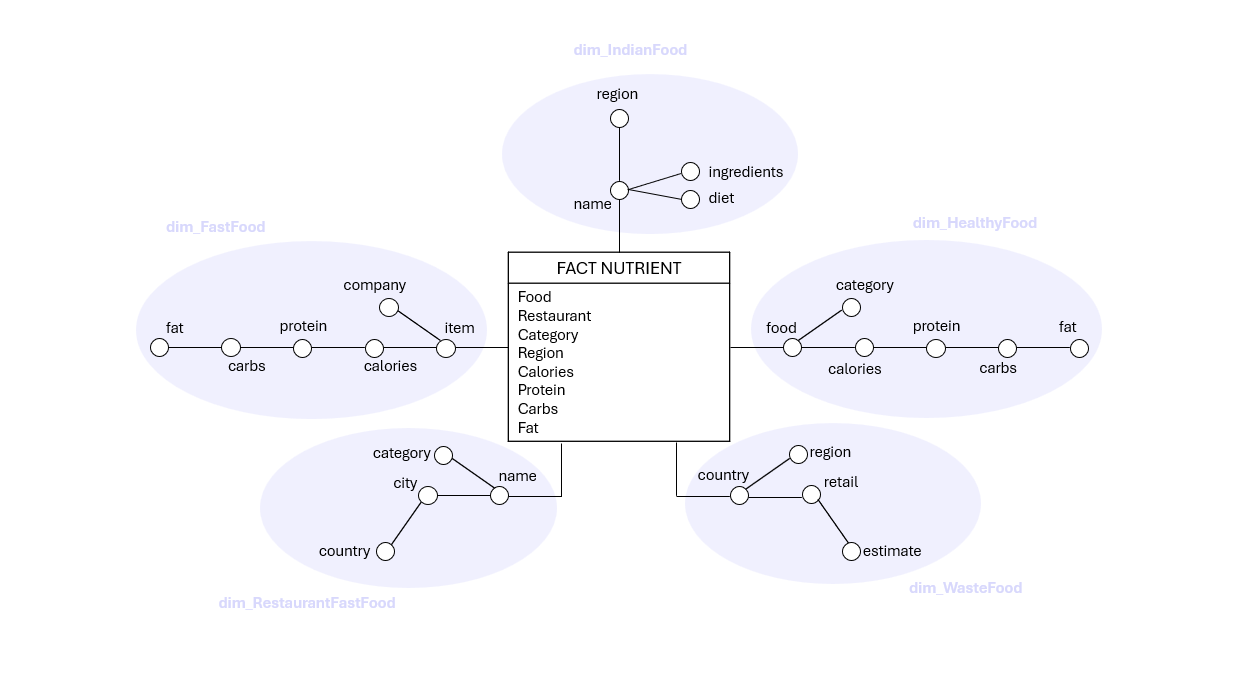 dim_IndianFood
region
ingredients
diet
name
dim_FastFood
company
fat
protein
item
carbs
calories
FACT NUTRIENT
Food
Restaurant
Category
Region
Calories
Protein
Carbs
Fat
dim_HealthyFood
category
food
protein
fat
calories
carbs
category
name
city
country
dim_RestaurantFastFood
region
country
retail
estimate
dim_WasteFood